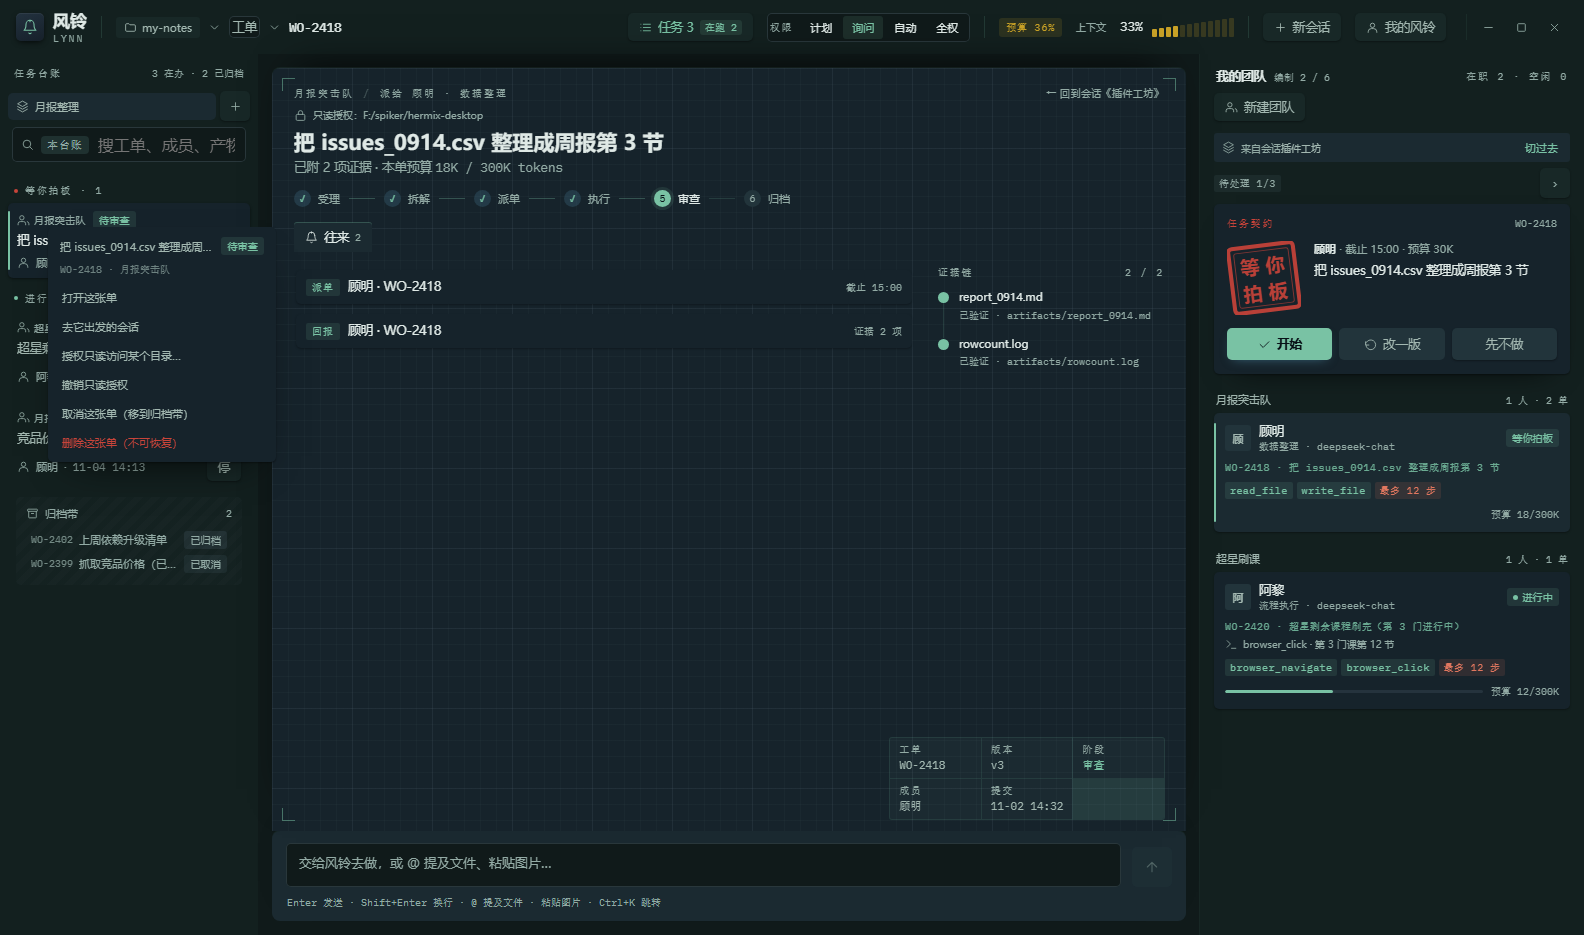 风铃
LYNN
my-notes
工单
WO-2418
任务 3 在跑 2
权限 计划 询问 自动 全权
预算 36%
上下文 33%
新会话
我的风铃
任务台账
3 在办 · 2 已归档
月报整理
本台账 搜工单、成员、产物
等你拍板 · 1
月报突击队 待审查
把 iss
顾
把 issues_0914.csv 整理成周... 待审查
WO-2418 · 月报突击队
打开这张单
去它出发的会话
授权只读访问某个目录...
撤销只读授权
取消这张单（移到归档带）
删除这张单（不可恢复）
进行
超星
阿
月报
竞品
顾明 · 11-04 14:13
停
归档带 2
WO-2402 上周依赖升级清单 已归档
WO-2399 抓取竞品价格（已... 已取消
月报突击队 / 派给 顾明 · 数据整理
← 回到会话《插件工坊》
只读授权: F:/spiker/hermix-desktop
把 issues_0914.csv 整理成周报第 3 节
已附 2 项证据 · 本单预算 18K / 300K tokens
受理 拆解 派单 执行 5 审查 6 归档
往来 2
派单 顾明 · WO-2418 截止 15:00
回报 顾明 · WO-2418 证据 2 项
证据链 2 / 2
report_0914.md
已验证 · artifacts/report_0914.md
rowcount.log
已验证 · artifacts/rowcount.log
工单 版本 阶段
WO-2418 v3 审查
成员 提交
顾明 11-02 14:32
交给风铃去做，或 @ 提及文件、粘贴图片...
Enter 发送 · Shift+Enter 换行 · @ 提及文件 · 粘贴图片 · Ctrl+K 跳转
我的团队 编制 2 / 6
在职 2 · 空闲 0
新建团队
来自会话插件工坊 切过去
待处理 1/3
任务契约 WO-2418
等你拍板
顾明 · 截止 15:00 · 预算 30K
把 issues_0914.csv 整理成周报第 3 节
开始 改一版 先不做
月报突击队 1 人 · 2 单
顾 顾明 等你拍板
数据整理 · deepseek-chat
WO-2418 · 把 issues_0914.csv 整理成周报第 3 节
read_file write_file 最多 12 步
预算 18/300K
超星刷课 1 人 · 1 单
阿 阿黎 进行中
流程执行 · deepseek-chat
WO-2420 · 超星剩余课程刷完（第 3 门进行中）
browser_click · 第 3 门课第 12 节
browser_navigate browser_click 最多 12 步
预算 12/300K